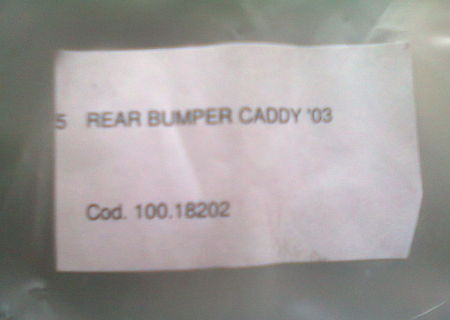 5 REAR BUMPER CADDY '03
Cod. 100.18202